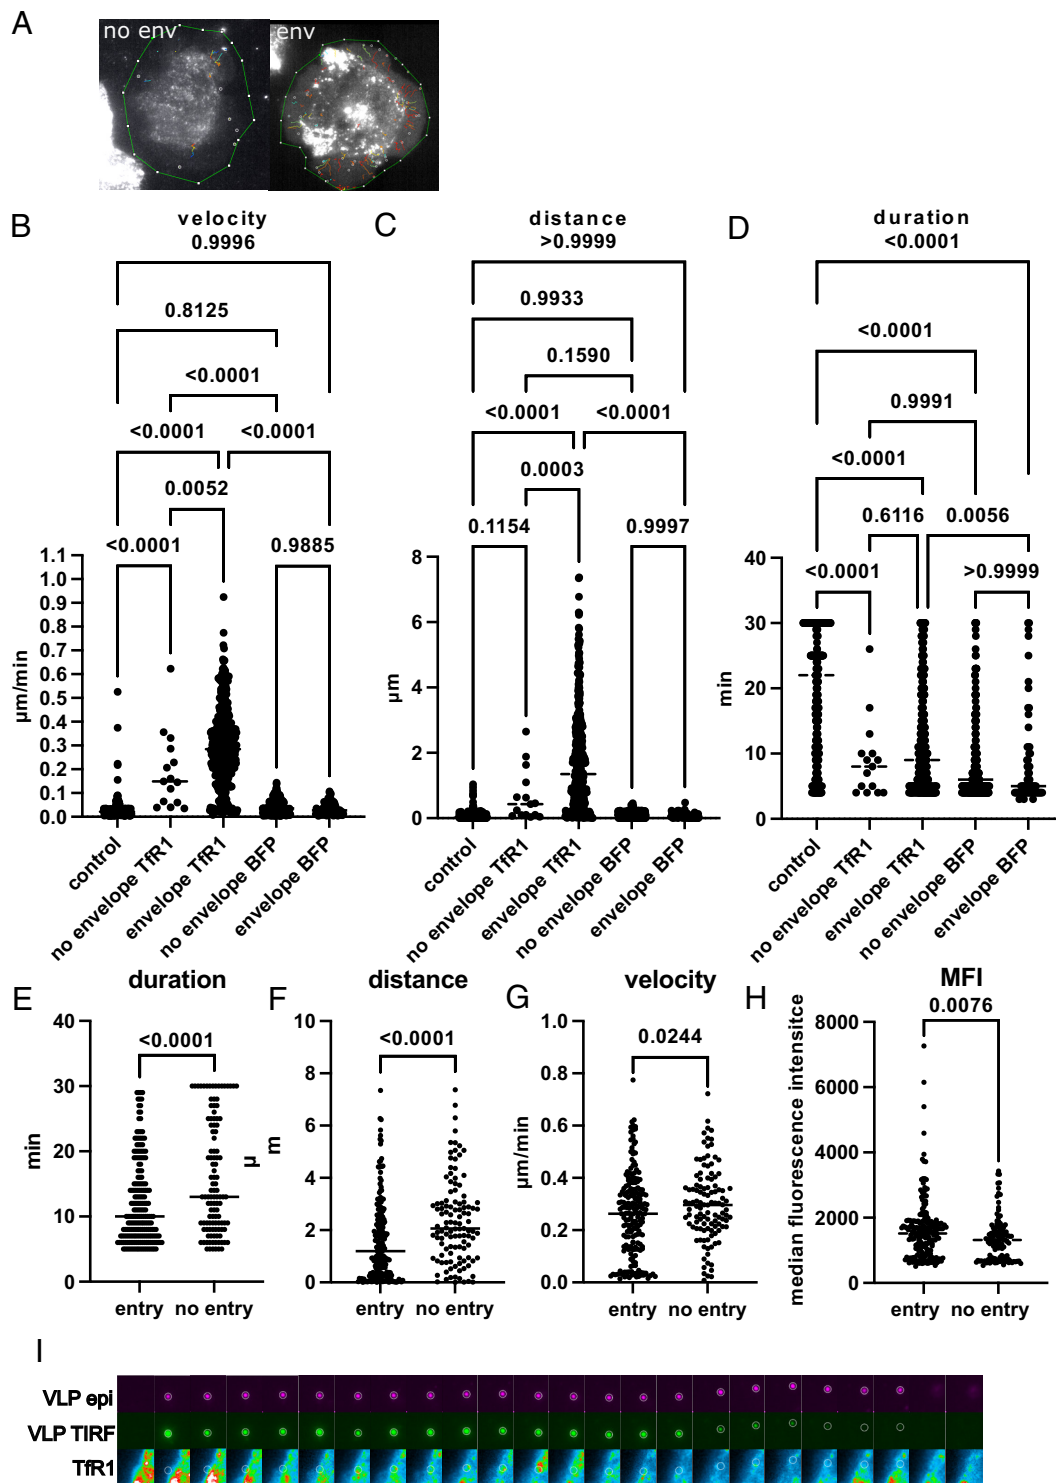 A
no env
env
B
velocity
0.9996
0.8125
<0.0001
<0.0001
<0.0001
0.0052
<0.0001
0.9885
1.1
1.0
0.9
0.8
0.7
0.6
0.5
0.4
0.3
0.2
0.1
0.0
µm/min
control
no envelope TfR1
envelope TfR1
no envelope BFP
envelope BFP
C
distance
>0.9999
0.9933
0.1590
<0.0001
<0.0001
0.0003
0.1154
0.9997
8
6
4
2
0
µm
control
no envelope TfR1
envelope TfR1
no envelope BFP
envelope BFP
D
duration
<0.0001
<0.0001
0.9991
<0.0001
0.6116
0.0056
<0.0001
>0.9999
40
30
20
10
0
min
control
no envelope TfR1
envelope TfR1
no envelope BFP
envelope BFP
E
duration
<0.0001
40
30
20
10
0
min
entry
no entry
F
distance
<0.0001
10
8
6
4
2
0
µ
m
entry
no entry
G
velocity
0.0244
1.0
0.8
0.6
0.4
0.2
0.0
µm/min
entry
no entry
H
MFI
0.0076
8000
6000
4000
2000
0
median fluorescence intensitce
entry
no entry
I
VLP epi
VLP TIRF
TfR1